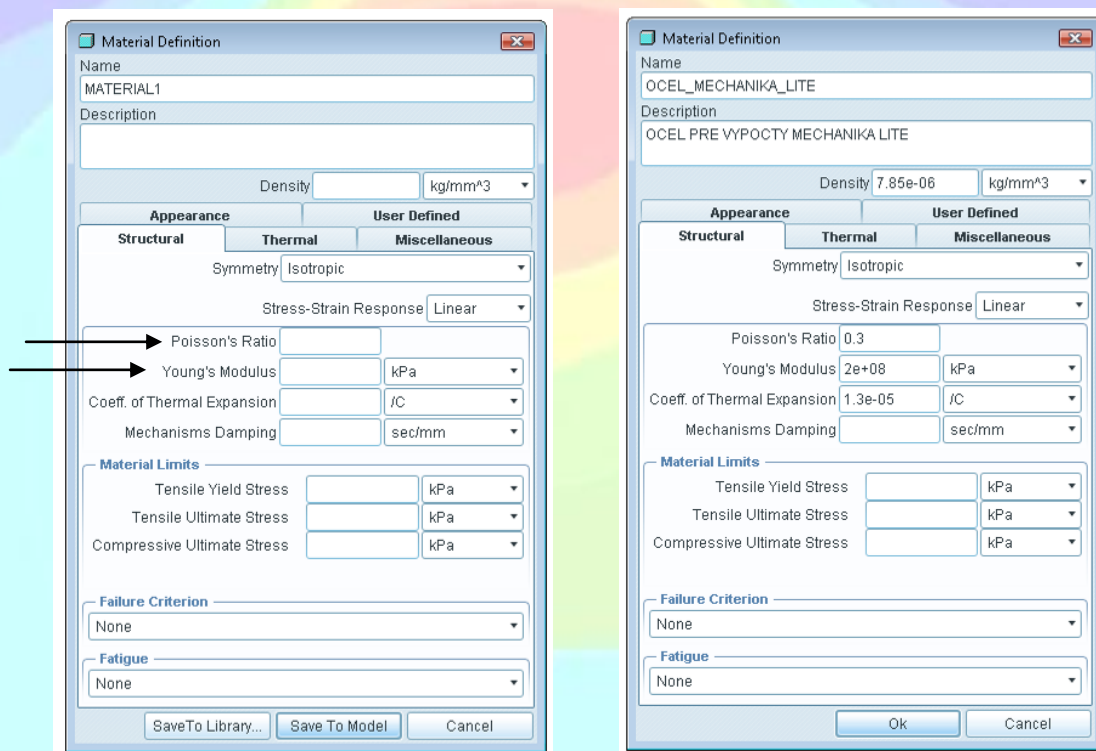 Material Definition
Name
MATERIAL1
Description
Density kg/mm^3
Appearance User Defined
Structural Thermal Miscellaneous
Symmetry Isotropic
Stress-Strain Response Linear
Poisson's Ratio
Young's Modulus kPa
Coeff. of Thermal Expansion /C
Mechanisms Damping sec/mm
Material Limits
Tensile Yield Stress kPa
Tensile Ultimate Stress kPa
Compressive Ultimate Stress kPa
Failure Criterion
None
Fatigue
None
SaveTo Library... Save To Model Cancel
Material Definition
Name
OCEL_MECHANIKA_LITE
Description
OCEL PRE VYPOCTY MECHANIKA LITE
Density 7.85e-06 kg/mm^3
Appearance User Defined
Structural Thermal Miscellaneous
Symmetry Isotropic
Stress-Strain Response Linear
Poisson's Ratio 0.3
Young's Modulus 2e+08 kPa
Coeff. of Thermal Expansion 1.3e-05 /C
Mechanisms Damping sec/mm
Material Limits
Tensile Yield Stress kPa
Tensile Ultimate Stress kPa
Compressive Ultimate Stress kPa
Failure Criterion
None
Fatigue
None
Ok Cancel